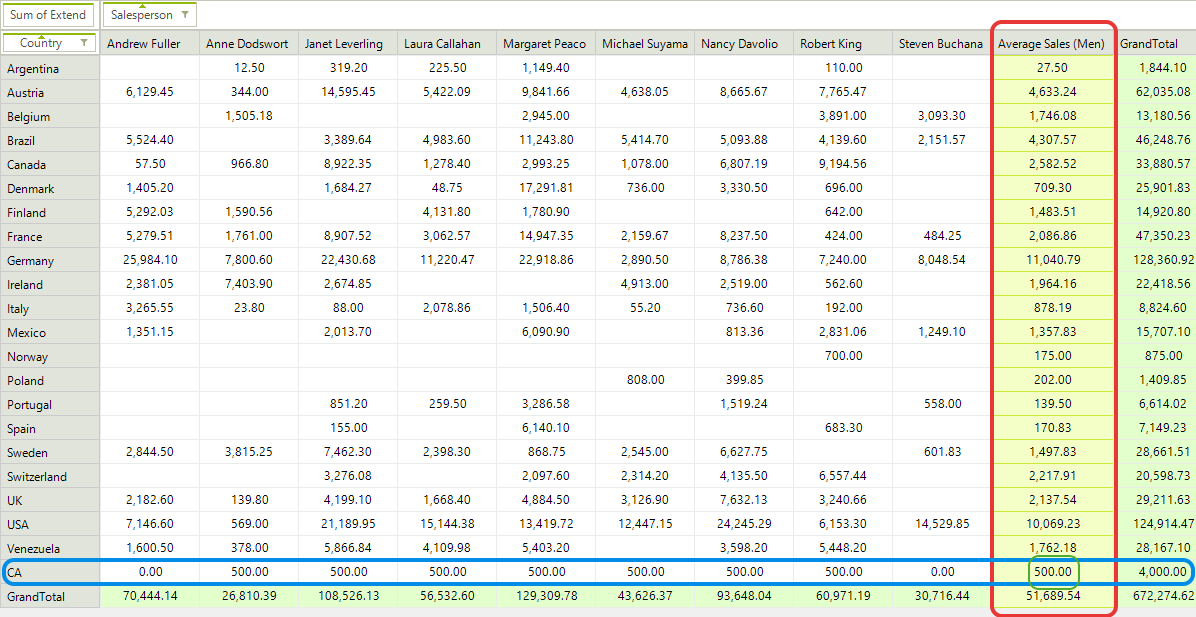 Sum of Extend Salesperson
Country Andrew Fuller Anne Dodswort Janet Leverling Laura Callahan Margaret Peaco Michael Suyama Nancy Davolio Robert King Steven Buchana Average Sales (Men) GrandTotal
Argentina 12.50 319.20 225.50 1,149.40 110.00 27.50 1,844.10
Austria 6,129.45 344.00 14,595.45 5,422.09 9,841.66 4,638.05 8,665.67 7,765.47 4,633.24 62,035.08
Belgium 1,505.18 2,945.00 3,891.00 3,093.30 1,746.08 13,180.56
Brazil 5,524.40 3,389.64 4,983.60 11,243.80 5,414.70 5,093.88 4,139.60 2,151.57 4,307.57 46,248.76
Canada 57.50 966.80 8,922.35 1,278.40 2,993.25 1,078.00 6,807.19 9,194.56 2,582.52 33,880.57
Denmark 1,405.20 1,684.27 48.75 17,291.81 736.00 3,330.50 696.00 709.30 25,901.83
Finland 5,292.03 1,590.56 4,131.80 1,780.90 642.00 1,483.51 14,920.80
France 5,279.51 1,761.00 8,907.52 3,062.57 14,947.35 2,159.67 8,237.50 424.00 484.25 2,086.86 47,350.23
Germany 25,984.10 7,800.60 22,430.68 11,220.47 22,918.86 2,890.50 8,786.38 7,240.00 8,048.54 11,040.79 128,360.92
Ireland 2,381.05 7,403.90 2,674.85 4,913.00 2,519.00 562.60 1,964.16 22,418.56
Italy 3,265.55 23.80 88.00 2,078.86 1,506.40 55.20 736.60 192.00 878.19 8,824.60
Mexico 1,351.15 2,013.70 6,090.90 813.36 2,831.06 1,249.10 1,357.83 15,707.10
Norway 700.00 175.00 875.00
Poland 808.00 399.85 202.00 1,409.85
Portugal 851.20 259.50 3,286.58 1,519.24 558.00 139.50 6,614.02
Spain 155.00 6,140.10 683.30 170.83 7,149.23
Sweden 2,844.50 3,815.25 7,462.30 2,398.30 868.75 2,545.00 6,627.75 601.83 1,497.83 28,661.51
Switzerland 3,276.08 2,097.60 2,314.20 4,135.50 6,557.44 2,217.91 20,598.73
UK 2,182.60 139.80 4,199.10 1,668.40 4,884.50 3,126.90 7,632.13 3,240.66 2,137.54 29,211.63
USA 7,146.60 569.00 21,189.95 15,144.38 13,419.72 12,447.15 24,245.29 6,153.30 14,529.85 10,069.23 124,914.47
Venezuela 1,600.50 378.00 5,866.84 4,109.98 5,403.20 3,598.20 5,448.20 1,762.18 28,167.10
CA 0.00 500.00 500.00 500.00 500.00 500.00 500.00 500.00 0.00 500.00 4,000.00
GrandTotal 70,444.14 26,810.39 108,526.13 56,532.60 129,309.78 43,626.37 93,648.04 60,971.19 30,716.44 51,689.54 672,274.62